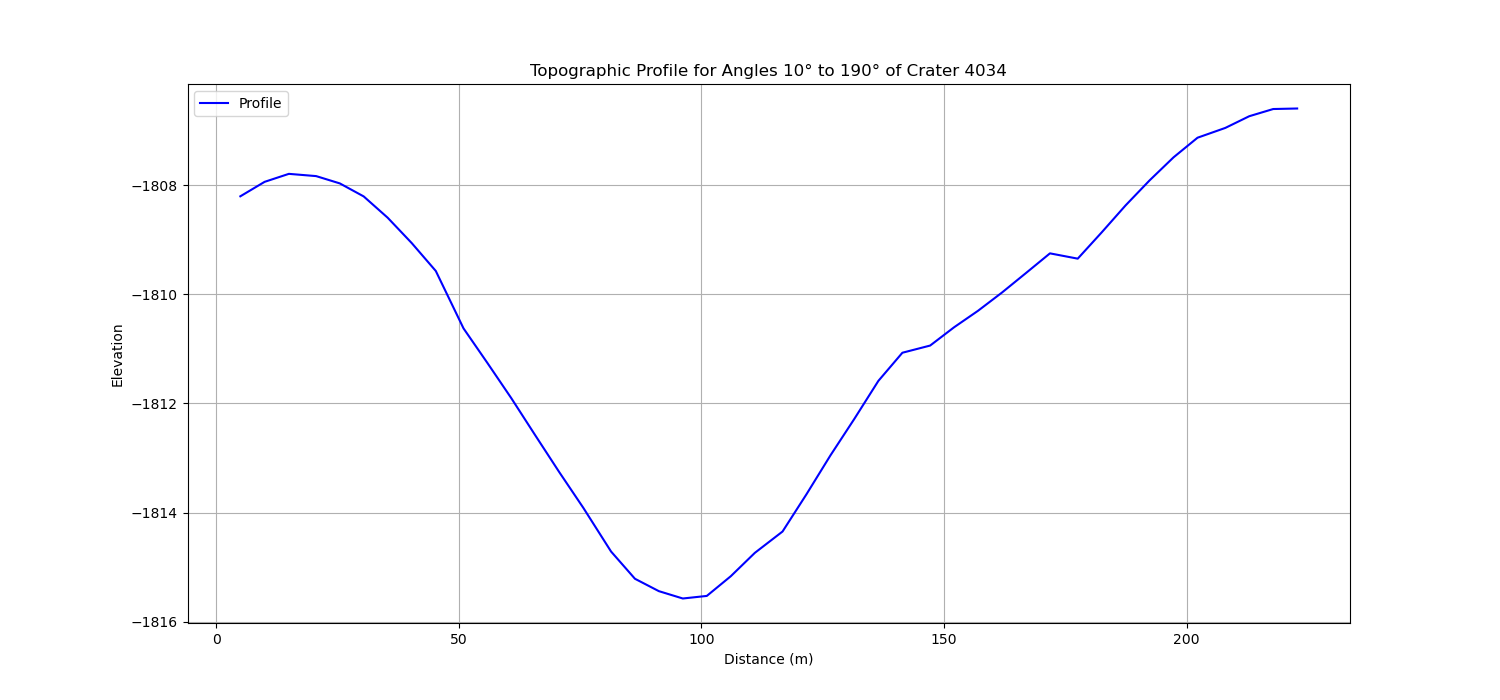 Topographic Profile for Angles 10° to 190° of Crater 4034
Profile
−1808
−1810
−1812
−1814
−1816
Elevation
0
50
100
150
200
Distance (m)